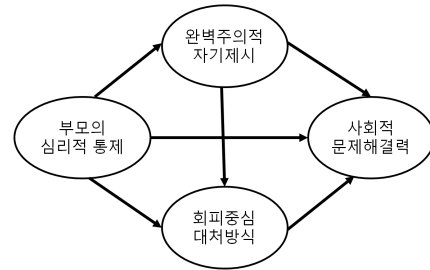 완벽주의적
자기제시
부모의
심리적 통제
사회적
문제해결력
회피중심
대처방식